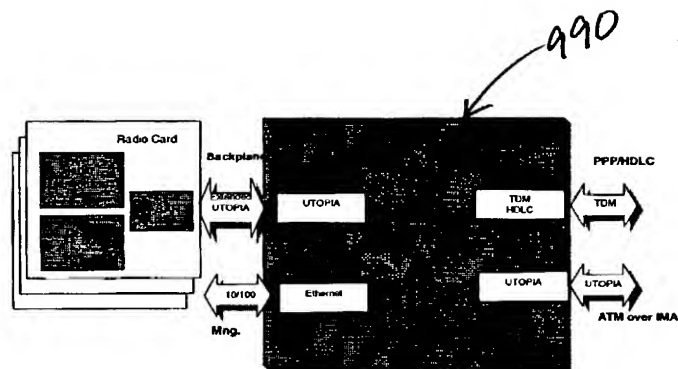 990
Radio Card
Backplane
PPP/HDLC
Extended
UTOPIA
UTOPIA
TDM
HDLC
TDM
10/100
Ethernet
UTOPIA
UTOPIA
Mng.
ATM over IMA